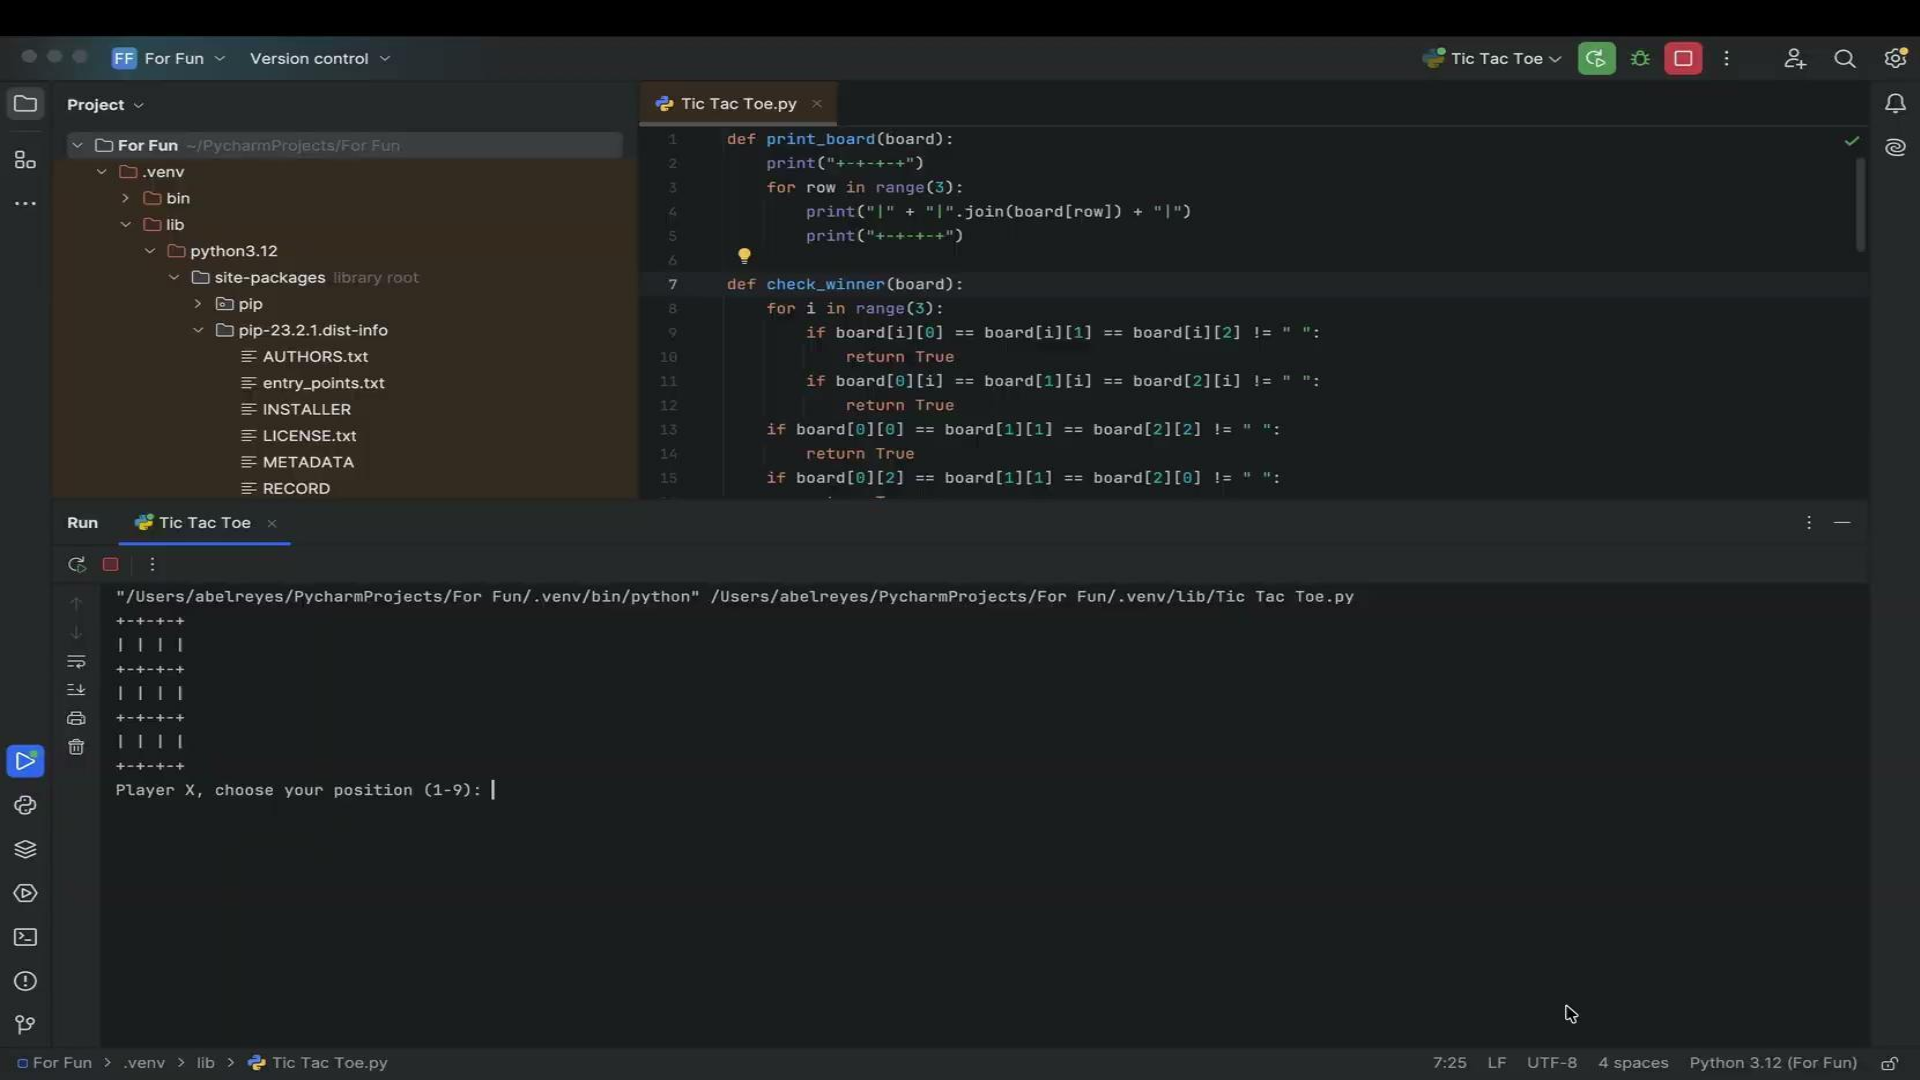 FF For Fun Version control Tic Tac Toe
Project
For Fun ~/PycharmProjects/For Fun
.venv
bin
lib
python3.12
site-packages library root
pip
pip-23.2.1.dist-info
AUTHORS.txt
entry_points.txt
INSTALLER
LICENSE.txt
METADATA
RECORD
Tic Tac Toe.py
1 def print_board(board):
2     print("+-+-+-+")
3     for row in range(3):
4         print("|" + "|".join(board[row]) + "|")
5         print("+-+-+-+")
6
7 def check_winner(board):
8     for i in range(3):
9         if board[i][0] == board[i][1] == board[i][2] != " ":
10             return True
11         if board[0][i] == board[1][i] == board[2][i] != " ":
12             return True
13     if board[0][0] == board[1][1] == board[2][2] != " ":
14         return True
15     if board[0][2] == board[1][1] == board[2][0] != " ":
Run Tic Tac Toe
"/Users/abelreyes/PycharmProjects/For Fun/.venv/bin/python" /Users/abelreyes/PycharmProjects/For Fun/.venv/lib/Tic Tac Toe.py
+-+-+-+
| | | |
+-+-+-+
| | | |
+-+-+-+
| | | |
+-+-+-+
Player X, choose your position (1-9):
For Fun > .venv > lib > Tic Tac Toe.py 7:25 LF UTF-8 4 spaces Python 3.12 (For Fun)